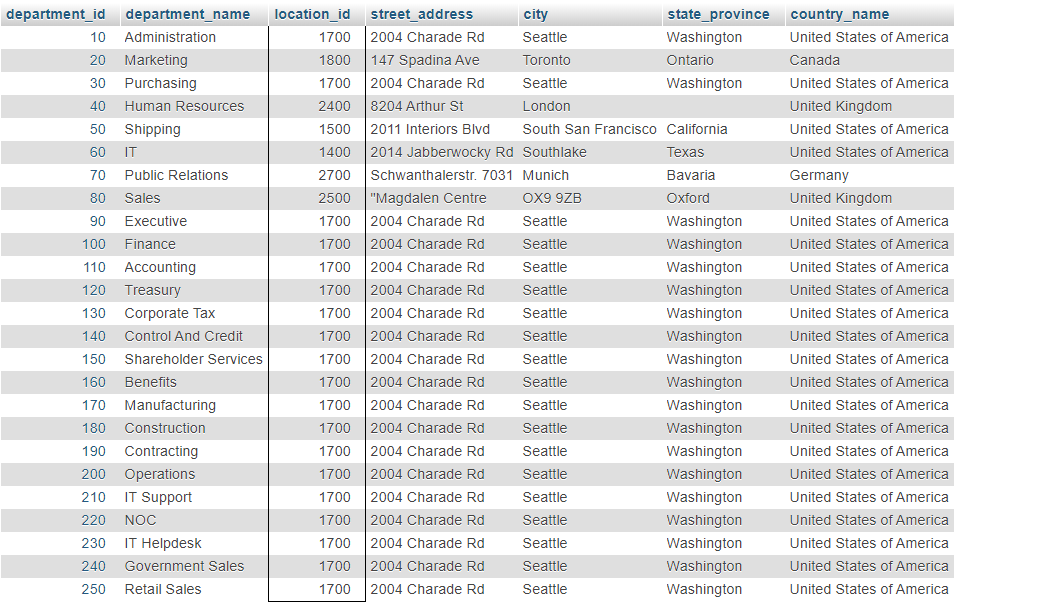 department_id department_name location_id street_address city state_province country_name
10 Administration 1700 2004 Charade Rd Seattle Washington United States of America
20 Marketing 1800 147 Spadina Ave Toronto Ontario Canada
30 Purchasing 1700 2004 Charade Rd Seattle Washington United States of America
40 Human Resources 2400 8204 Arthur St London United Kingdom
50 Shipping 1500 2011 Interiors Blvd South San Francisco California United States of America
60 IT 1400 2014 Jabberwocky Rd Southlake Texas United States of America
70 Public Relations 2700 Schwanthalerstr. 7031 Munich Bavaria Germany
80 Sales 2500 "Magdalen Centre OX9 9ZB Oxford United Kingdom
90 Executive 1700 2004 Charade Rd Seattle Washington United States of America
100 Finance 1700 2004 Charade Rd Seattle Washington United States of America
110 Accounting 1700 2004 Charade Rd Seattle Washington United States of America
120 Treasury 1700 2004 Charade Rd Seattle Washington United States of America
130 Corporate Tax 1700 2004 Charade Rd Seattle Washington United States of America
140 Control And Credit 1700 2004 Charade Rd Seattle Washington United States of America
150 Shareholder Services 1700 2004 Charade Rd Seattle Washington United States of America
160 Benefits 1700 2004 Charade Rd Seattle Washington United States of America
170 Manufacturing 1700 2004 Charade Rd Seattle Washington United States of America
180 Construction 1700 2004 Charade Rd Seattle Washington United States of America
190 Contracting 1700 2004 Charade Rd Seattle Washington United States of America
200 Operations 1700 2004 Charade Rd Seattle Washington United States of America
210 IT Support 1700 2004 Charade Rd Seattle Washington United States of America
220 NOC 1700 2004 Charade Rd Seattle Washington United States of America
230 IT Helpdesk 1700 2004 Charade Rd Seattle Washington United States of America
240 Government Sales 1700 2004 Charade Rd Seattle Washington United States of America
250 Retail Sales 1700 2004 Charade Rd Seattle Washington United States of America